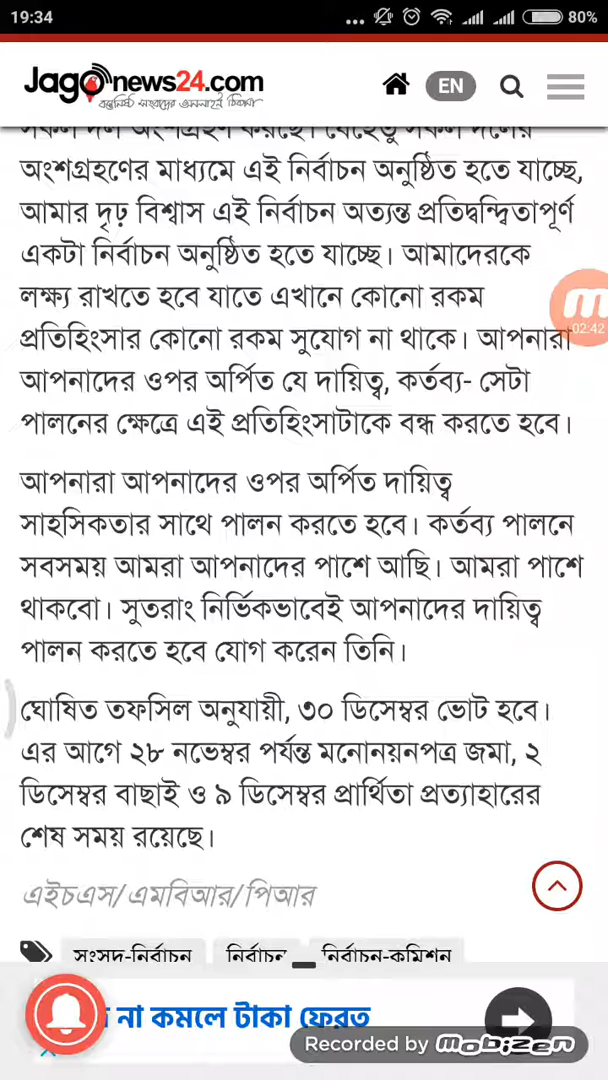 19:34
80%
Jagonews24.com
EN
অংশগ্রহণের মাধ্যমে এই নির্বাচন অনুষ্ঠিত হতে যাচ্ছে,
আমার দৃঢ় বিশ্বাস এই নির্বাচন অত্যন্ত প্রতিদ্বন্দ্বিতাপূর্ণ
একটা নির্বাচন অনুষ্ঠিত হতে যাচ্ছে। আমাদেরকে
লক্ষ্য রাখতে হবে যাতে এখানে কোনো রকম
02:42
প্রতিহিংসার কোনো রকম সুযোগ না থাকে। আপনারা
আপনাদের ওপর অর্পিত যে দায়িত্ব, কর্তব্য- সেটা
পালনের ক্ষেত্রে এই প্রতিহিংসাটাকে বন্ধ করতে হবে।
আপনারা আপনাদের ওপর অর্পিত দায়িত্ব
সাহসিকতার সাথে পালন করতে হবে। কর্তব্য পালনে
সবসময় আমরা আপনাদের পাশে আছি। আমরা পাশে
থাকবো। সুতরাং নির্ভিকভাবেই আপনাদের দায়িত্ব
পালন করতে হবে যোগ করেন তিনি।
ঘোষিত তফসিল অনুযায়ী, ৩০ ডিসেম্বর ভোট হবে।
এর আগে ২৮ নভেম্বর পর্যন্ত মনোনয়নপত্র জমা, ২
ডিসেম্বর বাছাই ও ৯ ডিসেম্বর প্রার্থিতা প্রত্যাহারের
শেষ সময় রয়েছে।
এইচএস/এমবিআর/পিআর
সংসদ-নির্বাচন নির্বাচন নির্বাচন-কমিশন
না কমলে টাকা ফেরত
Recorded by mobizen